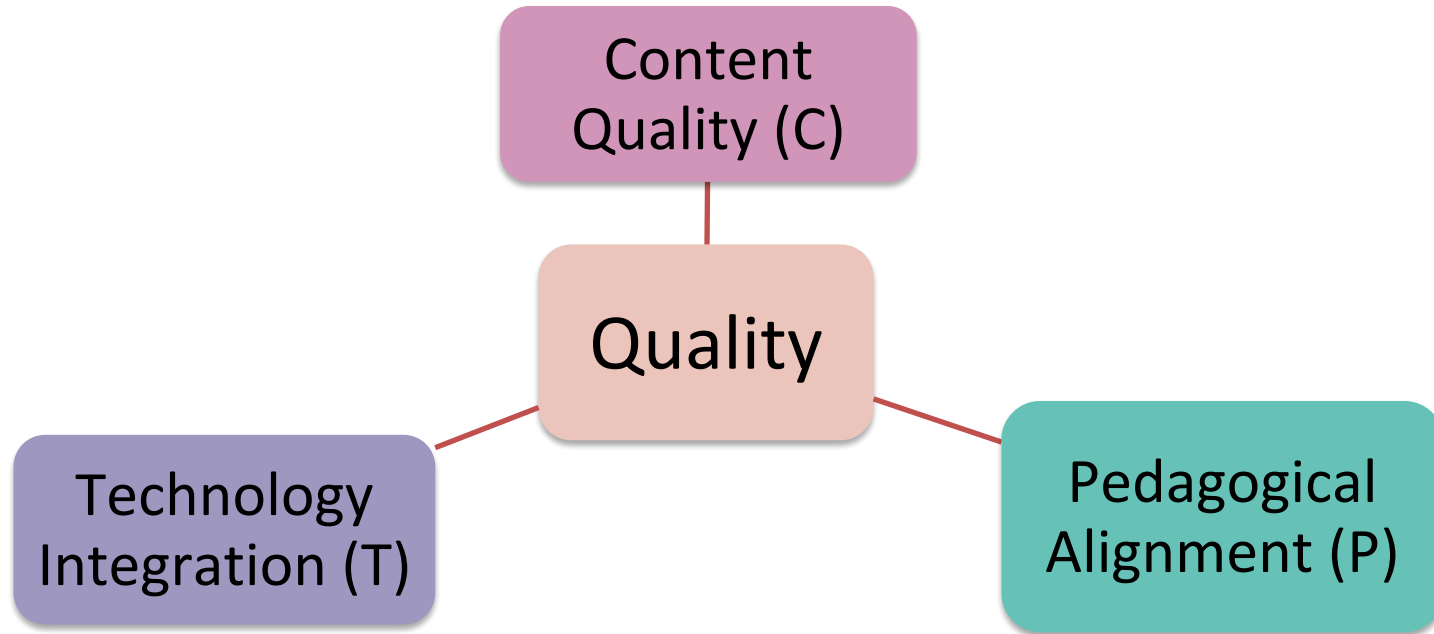 Content
Quality (C)
Quality
Technology
Integration (T)
Pedagogical
Alignment (P)